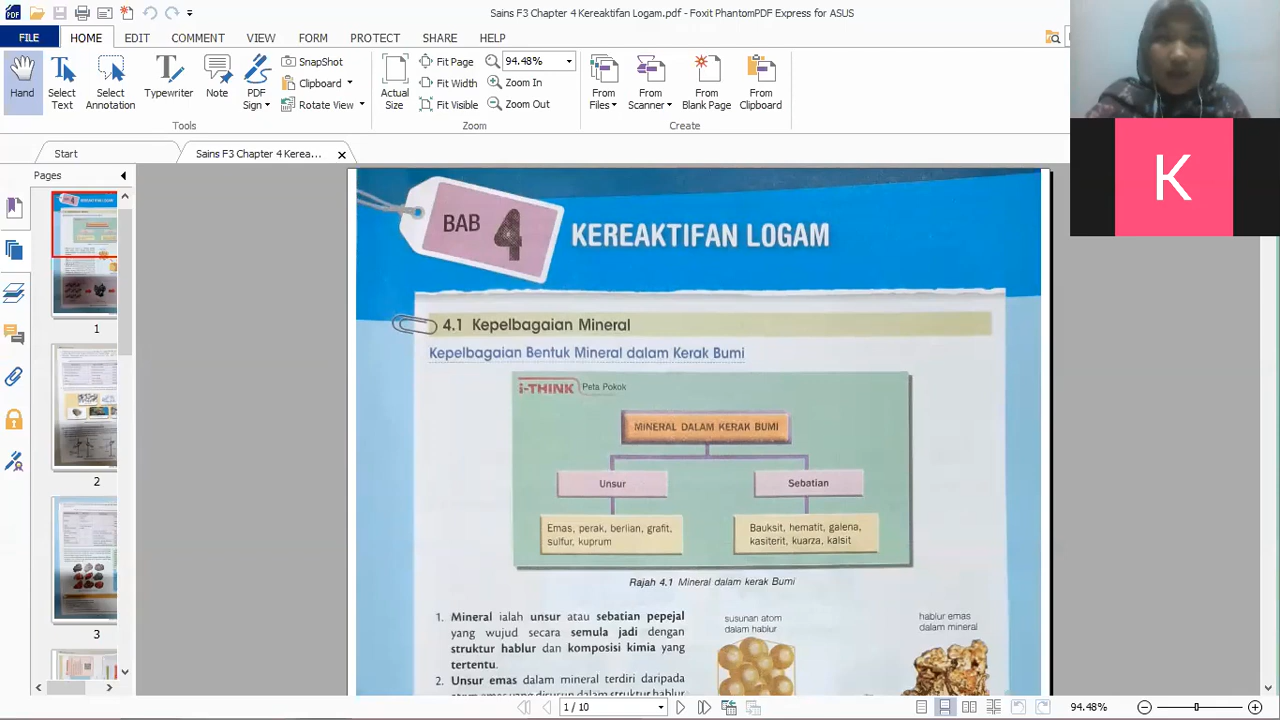 Sains F3 Chapter 4 Kereaktifan Logam.pdf - Foxit PhantomPDF Express for ASUS
PDF
FILE HOME EDIT COMMENT VIEW FORM PROTECT SHARE HELP
Hand
Select Text
Select Annotation
Typewriter
Note
PDF Sign
SnapShot
Clipboard
Rotate View
Tools
Actual Size
Fit Page
Fit Width
Fit Visible
94.48%
Zoom In
Zoom Out
Zoom
From Files
From Scanner
From Blank Page
From Clipboard
Create
K
Start
Sains F3 Chapter 4 Kerea...
Pages
1
2
3
BAB 4 KEREAKTIFAN LOGAM
4.1 Kepelbagaian Mineral
Kepelbagaian Bentuk Mineral dalam Kerak Bumi
i-THINK Peta Pokok
MINERAL DALAM KERAK BUMI
Unsur
Sebatian
Emas, perak, berlian, grafit,
sulfur, kuprum
Bauksit, hematit, galena,
kasiterit, kuarza, kalsit
Rajah 4.1 Mineral dalam kerak Bumi
1. Mineral ialah unsur atau sebatian pepejal
yang wujud secara semula jadi dengan
struktur hablur dan komposisi kimia yang
tertentu.
2. Unsur emas dalam mineral terdiri daripada
susunan atom
dalam hablur
hablur emas
dalam mineral
1 / 10
94.48%